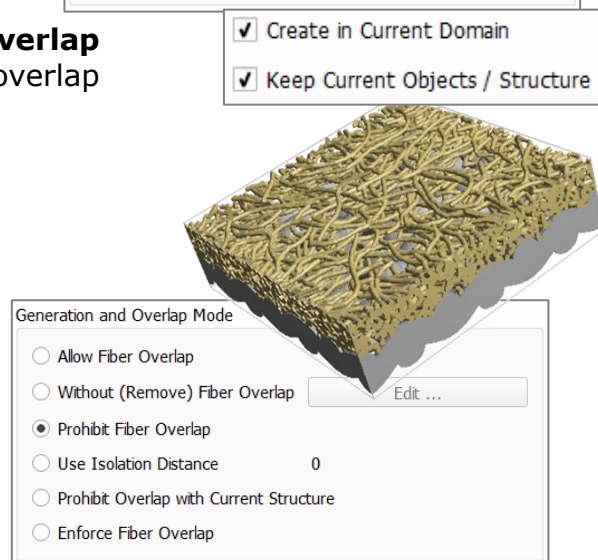 verlap
overlap
Create in Current Domain
Keep Current Objects / Structure
Generation and Overlap Mode
Allow Fiber Overlap
Without (Remove) Fiber Overlap Edit ...
Prohibit Fiber Overlap
Use Isolation Distance 0
Prohibit Overlap with Current Structure
Enforce Fiber Overlap